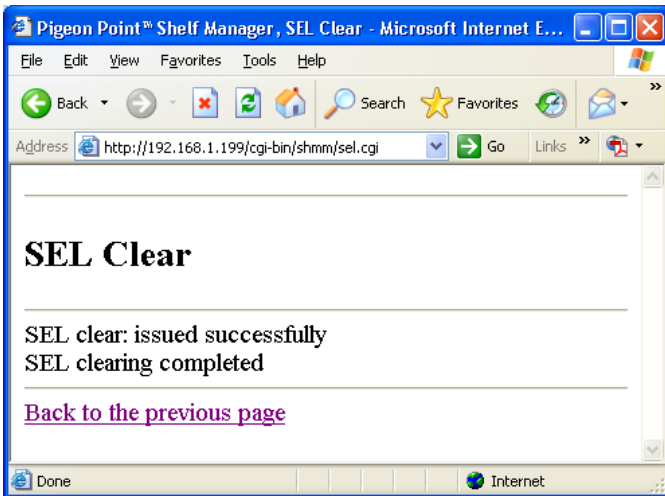 Pigeon Point™ Shelf Manager, SEL Clear - Microsoft Internet E...
File Edit View Favorites Tools Help
Back Search Favorites »
Address http://192.168.1.199/cgi-bin/shmm/sel.cgi Go Links »
SEL Clear
SEL clear: issued successfully
SEL clearing completed
Back to the previous page
Done Internet